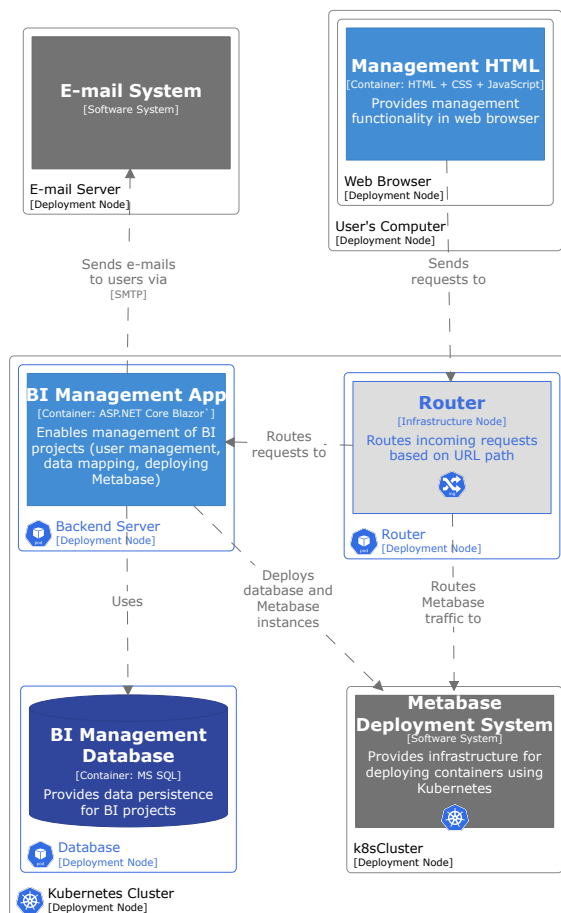 E-mail System
[Software System]
E-mail Server
[Deployment Node]
Management HTML
[Container: HTML + CSS + JavaScript]
Provides management
functionality in web browser
Web Browser
[Deployment Node]
User's Computer
[Deployment Node]
Sends e-mails
to users via
[SMTP]
Sends
requests to
BI Management App
[Container: ASP.NET Core Blazor`]
Enables management of BI
projects (user management,
data mapping, deploying
Metabase)
pod
Backend Server
[Deployment Node]
Routes
requests to
Router
[Infrastructure Node]
Routes incoming requests
based on URL path
ing
pod
Router
[Deployment Node]
Uses
Deploys
database and
Metabase
instances
Routes
Metabase
traffic to
BI Management
Database
[Container: MS SQL]
Provides data persistence
for BI projects
pod
Database
[Deployment Node]
Metabase
Deployment System
[Software System]
Provides infrastructure for
deploying containers using
Kubernetes
k8sCluster
[Deployment Node]
Kubernetes Cluster
[Deployment Node]